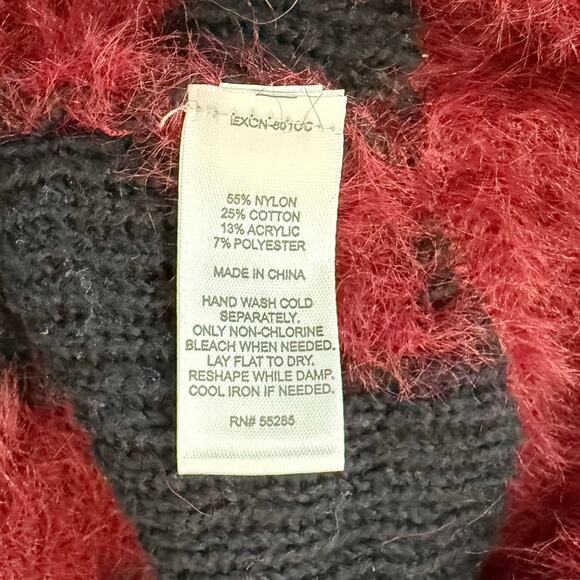 55% NYLON
25% COTTON
13% ACRYLIC
7% POLYESTER
MADE IN CHINA
HAND WASH COLD
SEPARATELY.
ONLY NON-CHLORINE
BLEACH WHEN NEEDED.
LAY FLAT TO DRY.
RESHAPE WHILE DAMP.
COOL IRON IF NEEDED.
RN# 55285